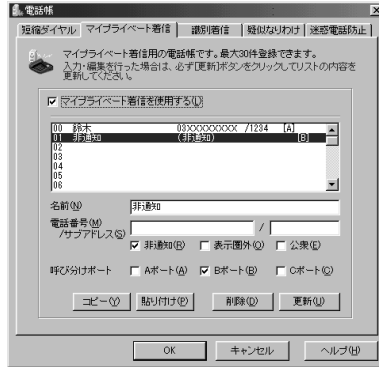 電話帳
短縮ダイヤル マイプライベート着信 識別着信 疑似なりわけ 迷惑電話防止
マイプライベート着信用の電話帳です。最大30件登録できます。
入力・編集を行った場合は、必ず[更新]ボタンをクリックしてリストの内容を
更新してください。
マイプライベート着信を使用する(L)
00 鈴木 03XXXXXXXX /1234 [A]
01 非通知 (非通知) [B]
02
03
04
05
06
名前(N) 非通知
電話番号(M) /
/サブアドレス(S)
非通知(R) 表示圏外(O) 公衆(E)
呼び分けポート Aポート(A) Bポート(B) Cポート(C)
コピー(Y) 貼り付け(P) 削除(D) 更新(U)
OK キャンセル ヘルプ(H)